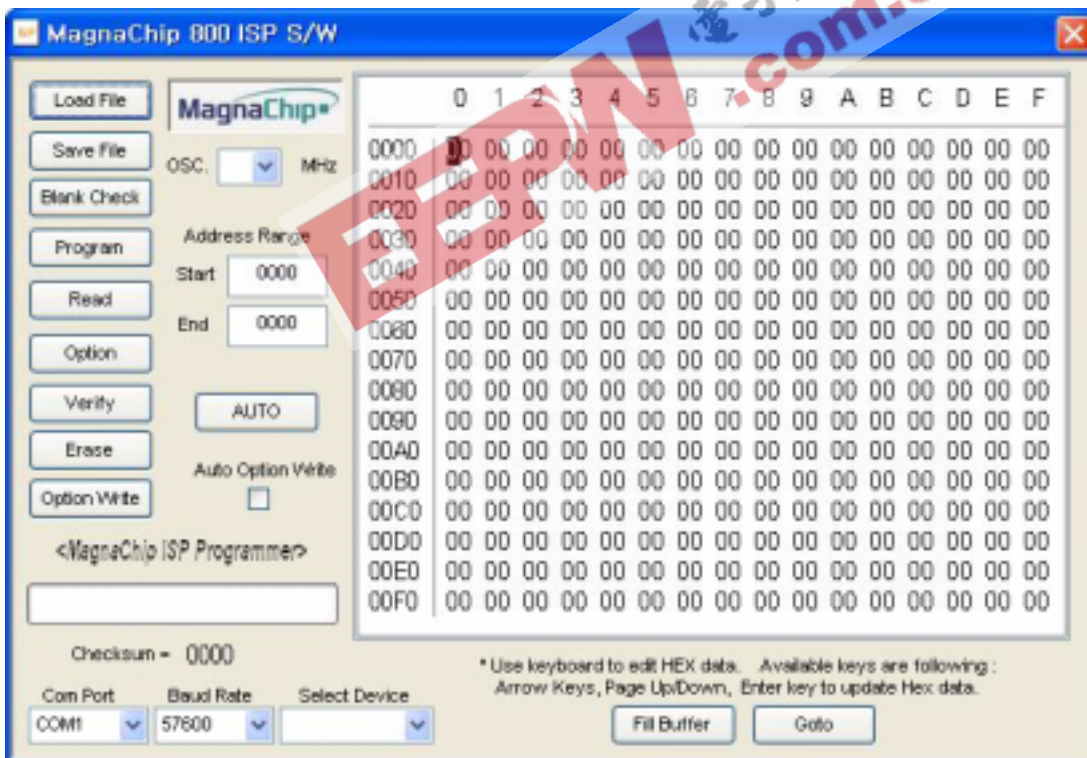 MagnaChip 800 ISP S/W
Load File
Save File
Blank Check
Program
Read
Option
Verify
Erase
Option Write
MagnaChip
OSC.
MHz
Address Range
Start 0000
End 0000
AUTO
Auto Option Write
<MagnaChip ISP Programmer>
Checksum = 0000
Com Port Baud Rate Select Device
COM1 57600
0 1 2 3 4 5 6 7 8 9 A B C D E F
0000 00 00 00 00 00 00 00 00 00 00 00 00 00 00 00 00
0010 00 00 00 00 00 00 00 00 00 00 00 00 00 00 00 00
0020 00 00 00 00 00 00 00 00 00 00 00 00 00 00 00 00
0030 00 00 00 00 00 00 00 00 00 00 00 00 00 00 00 00
0040 00 00 00 00 00 00 00 00 00 00 00 00 00 00 00 00
0050 00 00 00 00 00 00 00 00 00 00 00 00 00 00 00 00
0060 00 00 00 00 00 00 00 00 00 00 00 00 00 00 00 00
0070 00 00 00 00 00 00 00 00 00 00 00 00 00 00 00 00
0080 00 00 00 00 00 00 00 00 00 00 00 00 00 00 00 00
0090 00 00 00 00 00 00 00 00 00 00 00 00 00 00 00 00
00A0 00 00 00 00 00 00 00 00 00 00 00 00 00 00 00 00
00B0 00 00 00 00 00 00 00 00 00 00 00 00 00 00 00 00
00C0 00 00 00 00 00 00 00 00 00 00 00 00 00 00 00 00
00D0 00 00 00 00 00 00 00 00 00 00 00 00 00 00 00 00
00E0 00 00 00 00 00 00 00 00 00 00 00 00 00 00 00 00
00F0 00 00 00 00 00 00 00 00 00 00 00 00 00 00 00 00
* Use keyboard to edit HEX data. Available keys are following :
Arrow Keys, Page Up/Down, Enter key to update Hex data.
Fill Buffer
Goto
EEPW
.com.
電子